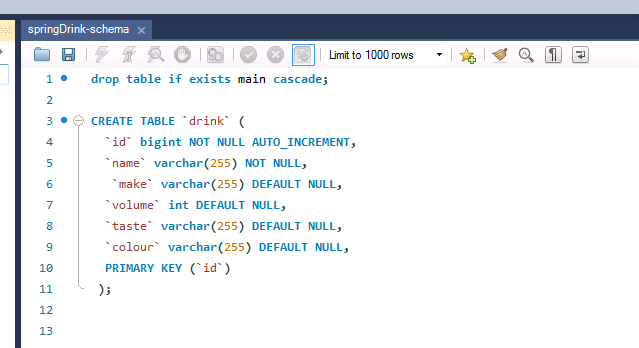 springDrink-schema ×
Limit to 1000 rows
1 drop table if exists main cascade;
2
3 CREATE TABLE `drink` (
4 `id` bigint NOT NULL AUTO_INCREMENT,
5 `name` varchar(255) NOT NULL,
6 `make` varchar(255) DEFAULT NULL,
7 `volume` int DEFAULT NULL,
8 `taste` varchar(255) DEFAULT NULL,
9 `colour` varchar(255) DEFAULT NULL,
10 PRIMARY KEY (`id`)
11 );
12
13